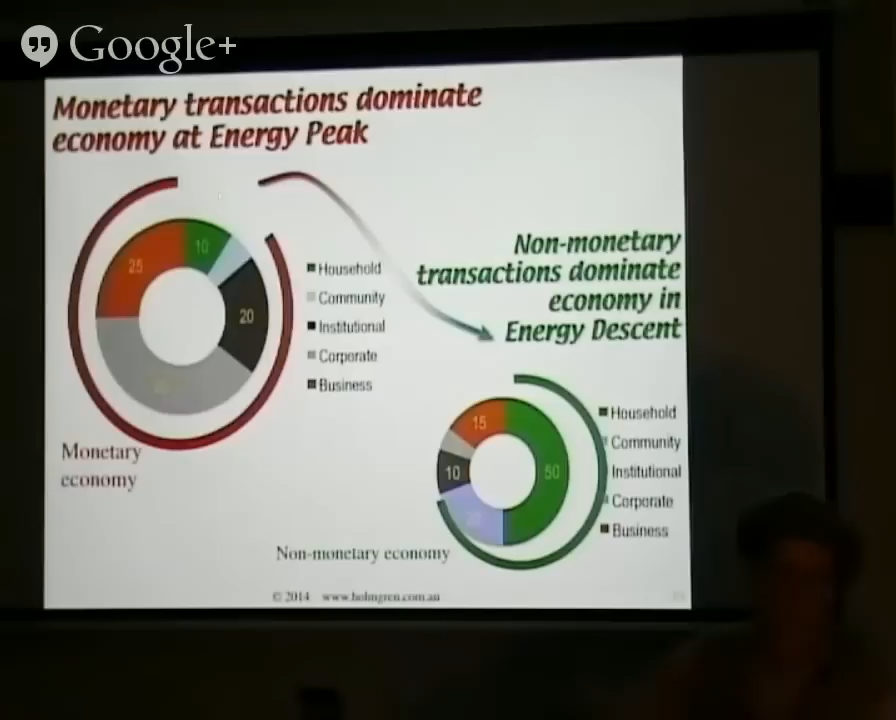 Google+
Monetary transactions dominate
economy at Energy Peak
10
25
20
Household
Community
Institutional
Corporate
Business
Monetary
economy
Non-monetary
transactions dominate
economy in
Energy Descent
15
50
10
Household
Community
Institutional
Corporate
Business
Non-monetary economy
© 2014 www.holmgren.com.au